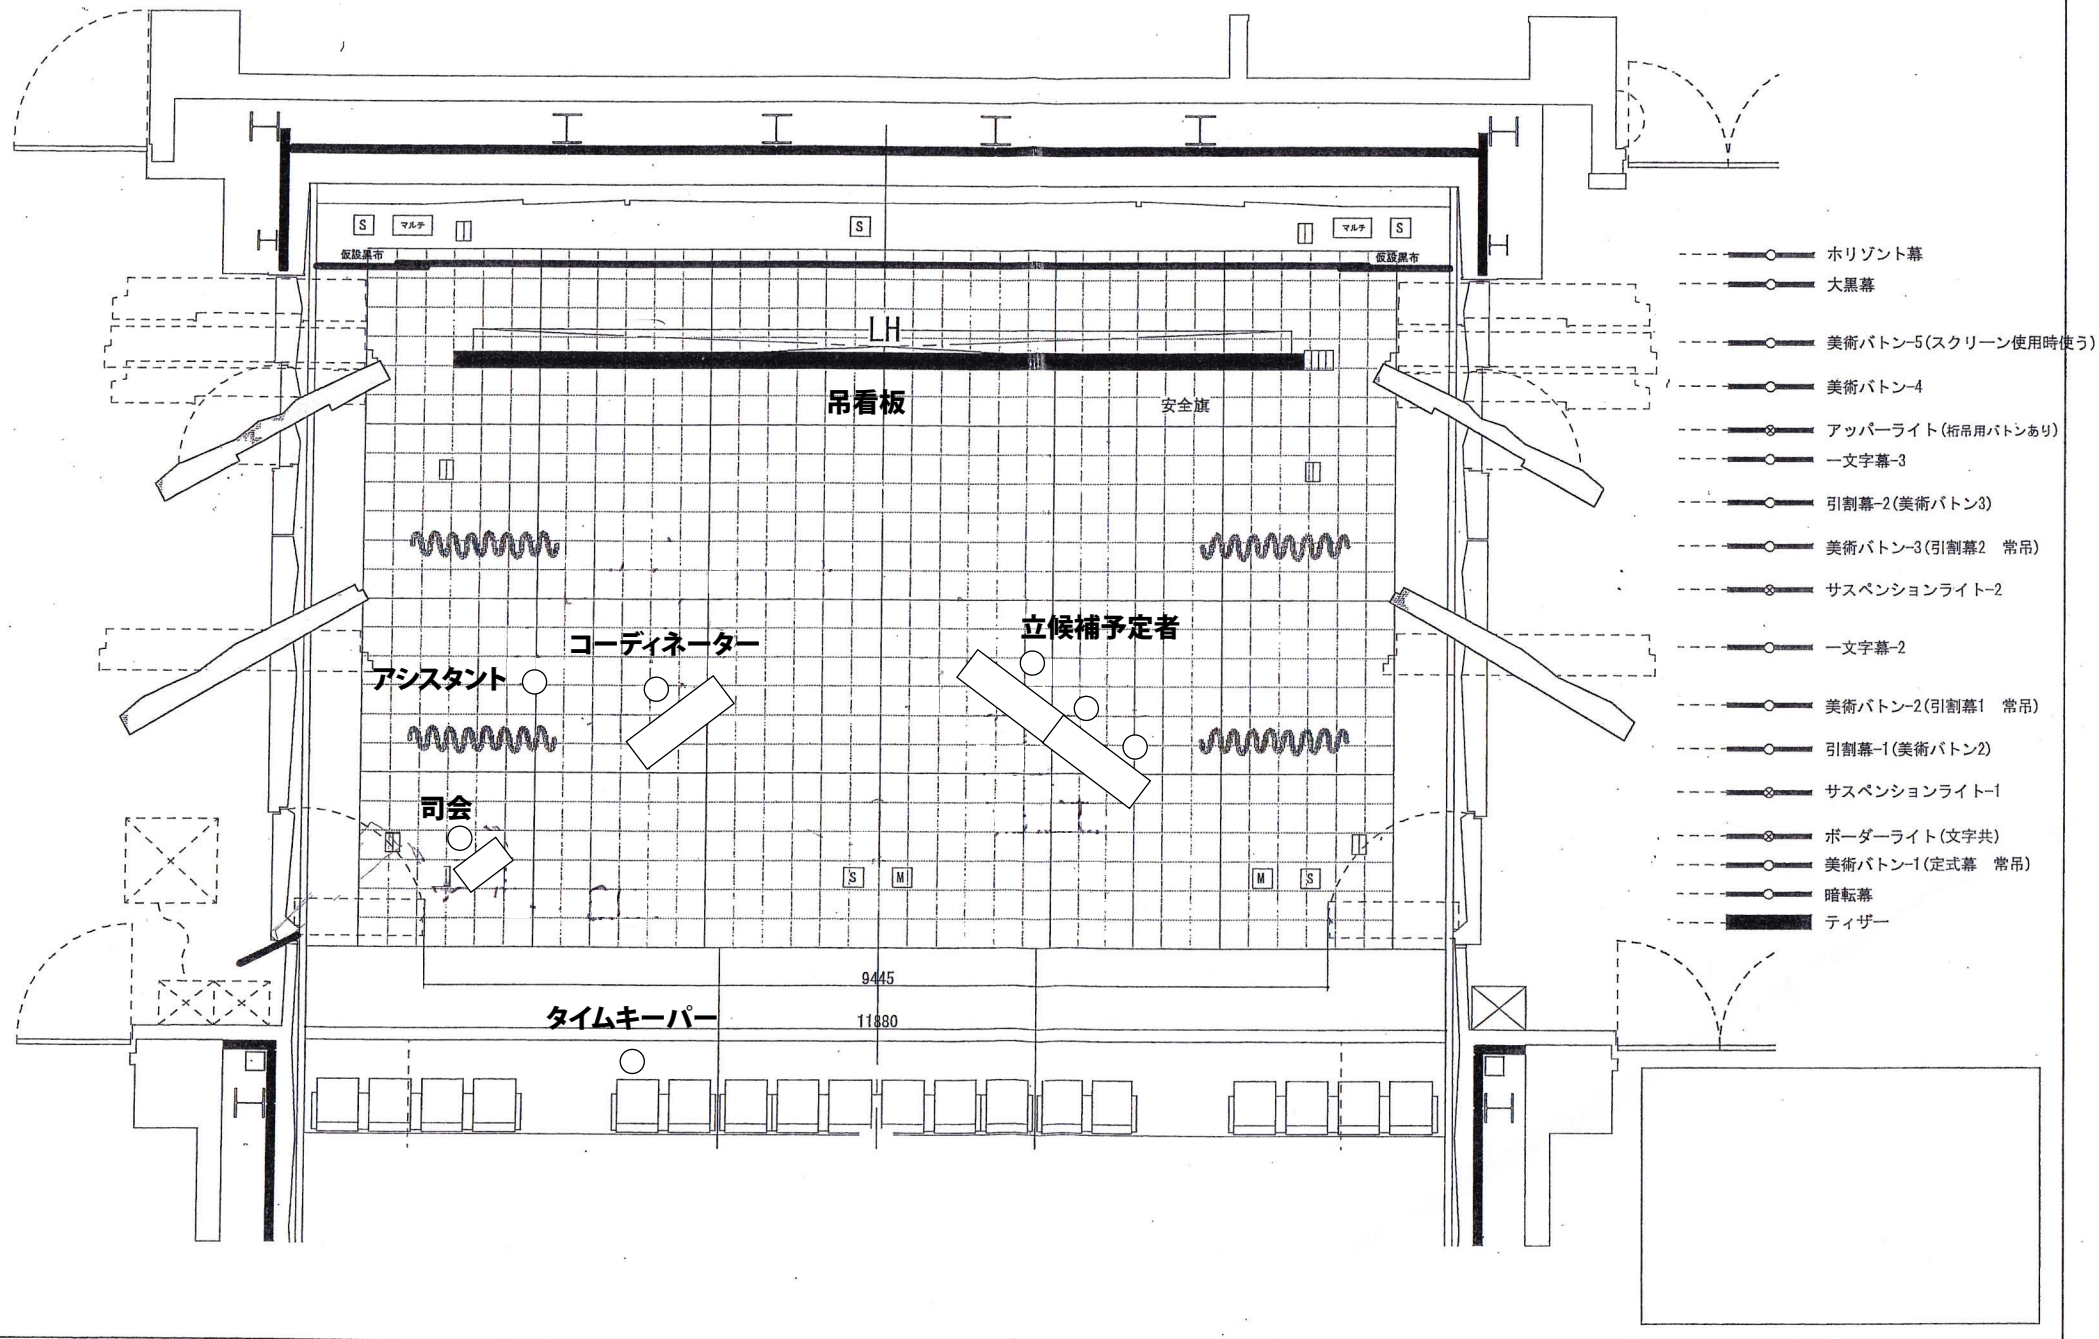 S
マルチ
S
マルチ
S
仮設黒布
仮設黒布
LH
吊看板
安全旗
コーディネーター
立候補予定者
アシスタント
司会
S
M
M
S
9445
タイムキーパー
11880
ホリゾント幕
大黒幕
美術バトン-5(スクリーン使用時使う)
美術バトン-4
アッパーライト(桁吊用バトンあり)
一文字幕-3
引割幕-2(美術バトン3)
美術バトン-3(引割幕2 常吊)
サスペンションライト-2
一文字幕-2
美術バトン-2(引割幕1 常吊)
引割幕-1(美術バトン2)
サスペンションライト-1
ボーダーライト(文字共)
美術バトン-1(定式幕 常吊)
暗転幕
ティザー